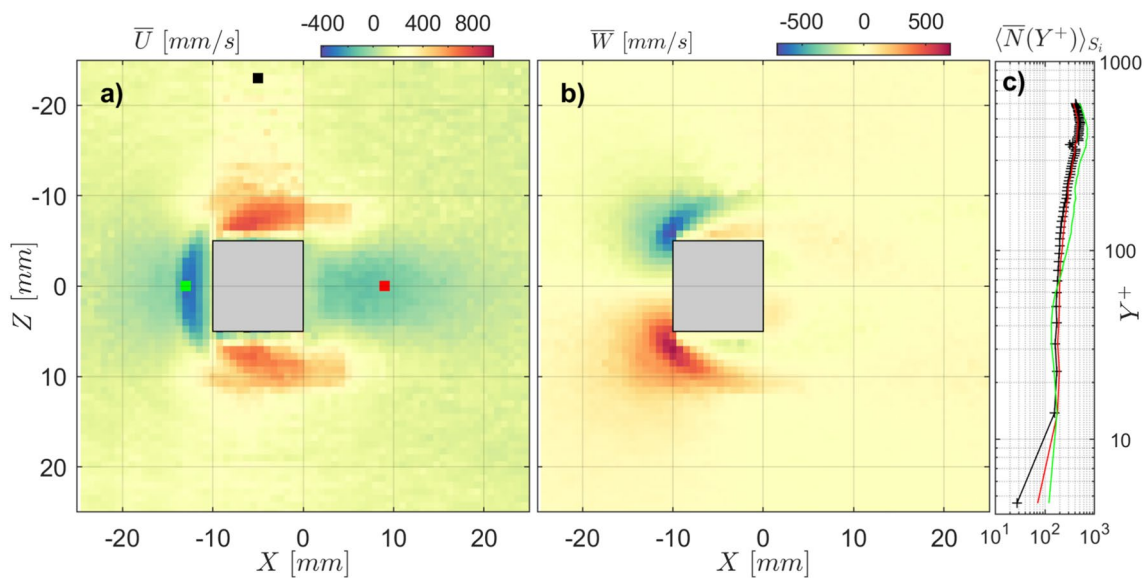 U̅ [mm/s]
-400 0 400 800
W̅ [mm/s]
-500 0 500
⟨N̅(Y⁺)⟩_{S_i}
a)
b)
c)
-20
-10
0
10
20
Z [mm]
-20 -10 0 10 20
X [mm]
-20 -10 0 10 20
X [mm]
1000
100
10
Y⁺
10¹ 10² 10³